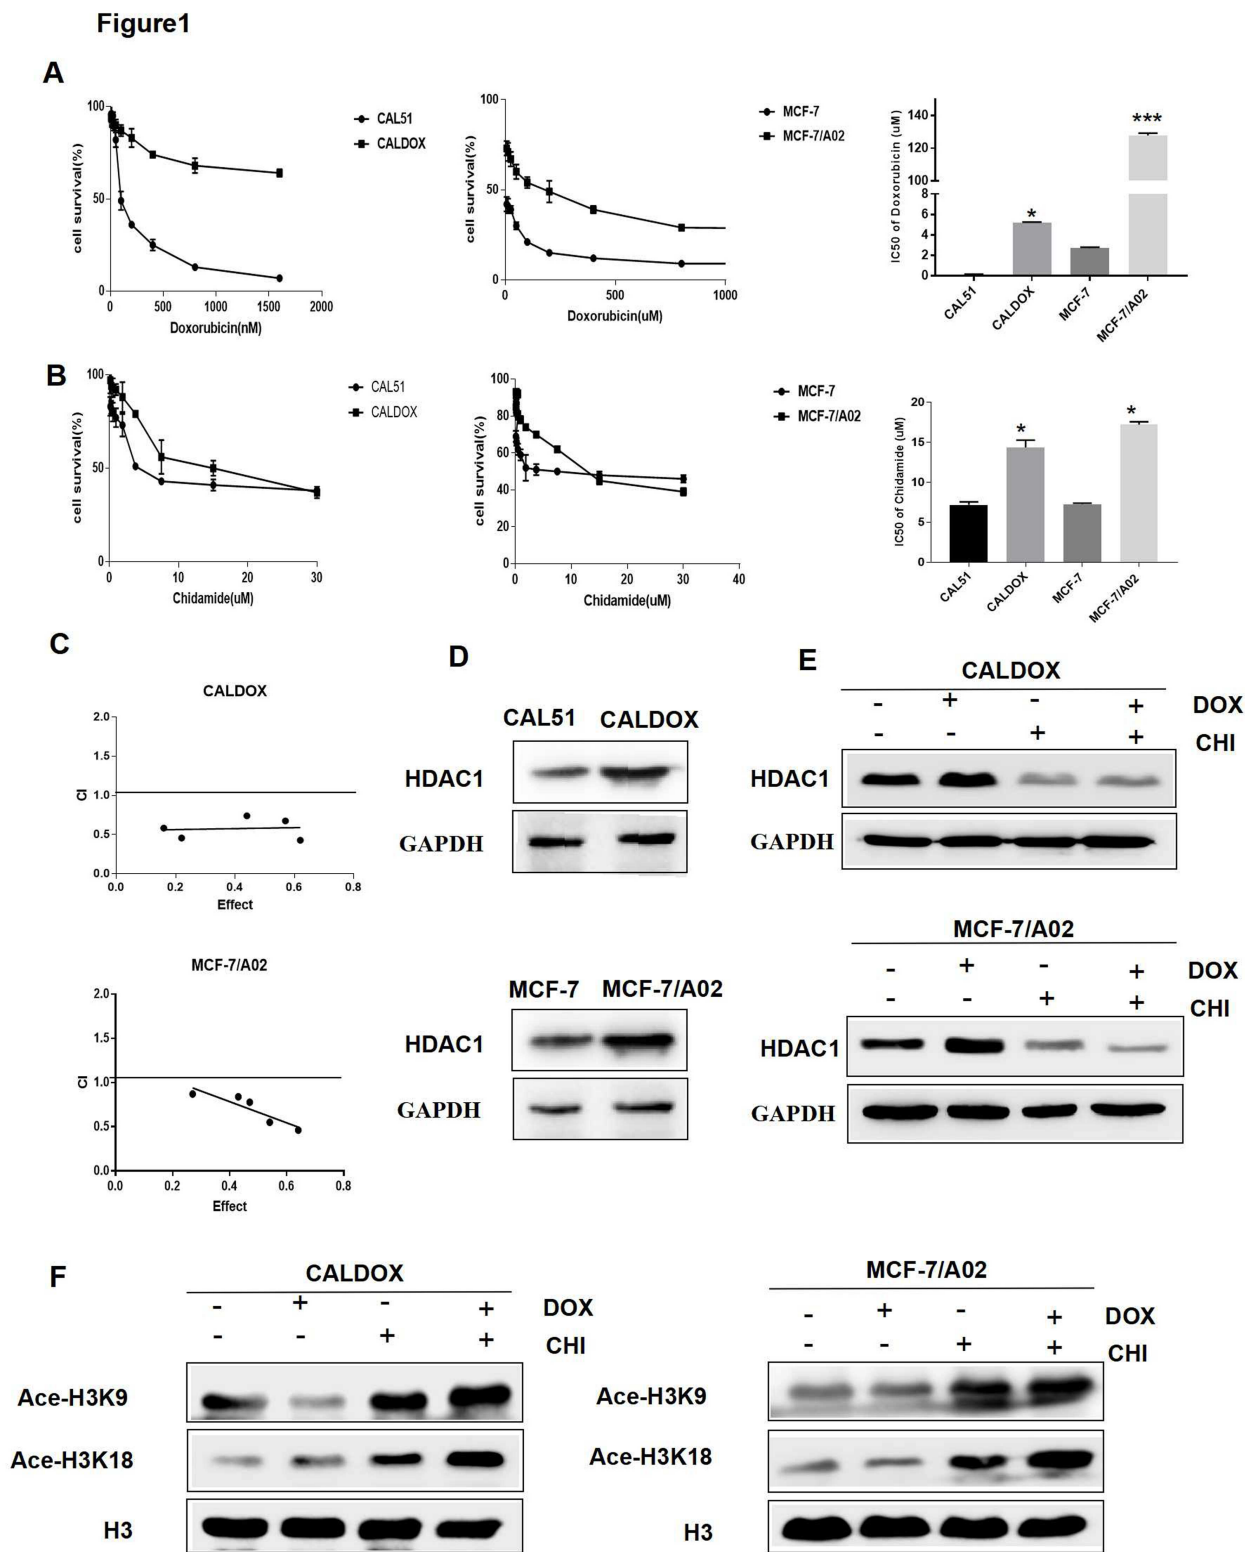 Figure1
A
100
50
0
cell survival(%)
0 500 1000 1500 2000
Doxorubicin(nM)
CAL51
CALDOX
100
50
0
cell survival(%)
0 500 1000
Doxorubicin(uM)
MCF-7
MCF-7/A02
IC50 of Doxorubicin (uM)
140
120
100
8
6
4
2
0
*
***
CAL51
CALDOX
MCF-7
MCF-7/A02
B
100
50
0
cell survival(%)
0 10 20 30
Chidamide(uM)
CAL51
CALDOX
100
80
60
40
20
0
cell survival(%)
0 10 20 30 40
Chidamide(uM)
MCF-7
MCF-7/A02
IC50 of Chidamide (uM)
20
15
10
5
0
*
*
CAL51
CALDOX
MCF-7
MCF-7/A02
C
CALDOX
2.0
1.5
1.0
0.5
0.0
CI
0.0 0.2 0.4 0.6 0.8
Effect
MCF-7/A02
2.0
1.5
1.0
0.5
0.0
CI
0.0 0.2 0.4 0.6 0.8
Effect
D
CAL51 CALDOX
HDAC1
GAPDH
MCF-7 MCF-7/A02
HDAC1
GAPDH
E
CALDOX
- + - + DOX
- - + + CHI
HDAC1
GAPDH
MCF-7/A02
- + - + DOX
- - + + CHI
HDAC1
GAPDH
F
CALDOX
- + - + DOX
- - + + CHI
Ace-H3K9
Ace-H3K18
H3
MCF-7/A02
- + - + DOX
- - + + CHI
Ace-H3K9
Ace-H3K18
H3